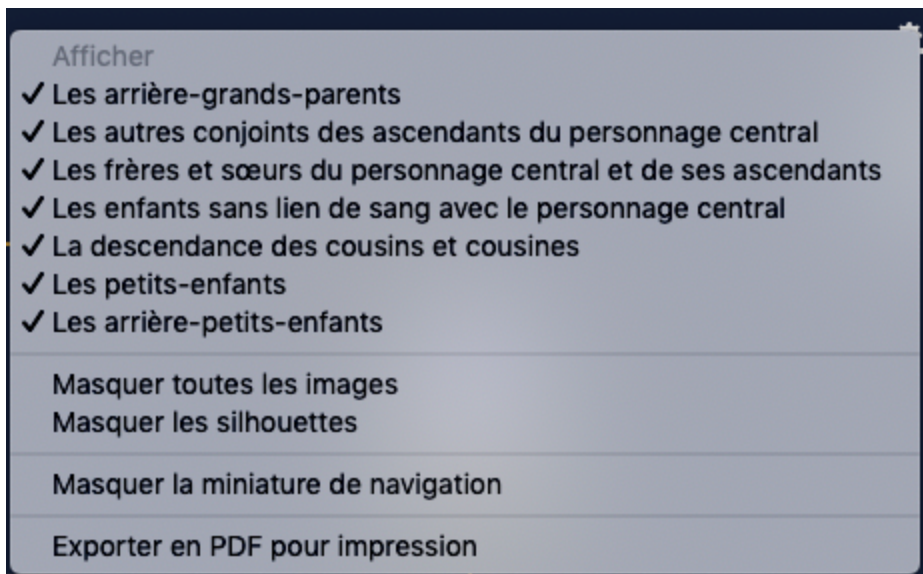 Afficher
✓ Les arrière-grands-parents
✓ Les autres conjoints des ascendants du personnage central
✓ Les frères et sœurs du personnage central et de ses ascendants
✓ Les enfants sans lien de sang avec le personnage central
✓ La descendance des cousins et cousines
✓ Les petits-enfants
✓ Les arrière-petits-enfants
Masquer toutes les images
Masquer les silhouettes
Masquer la miniature de navigation
Exporter en PDF pour impression